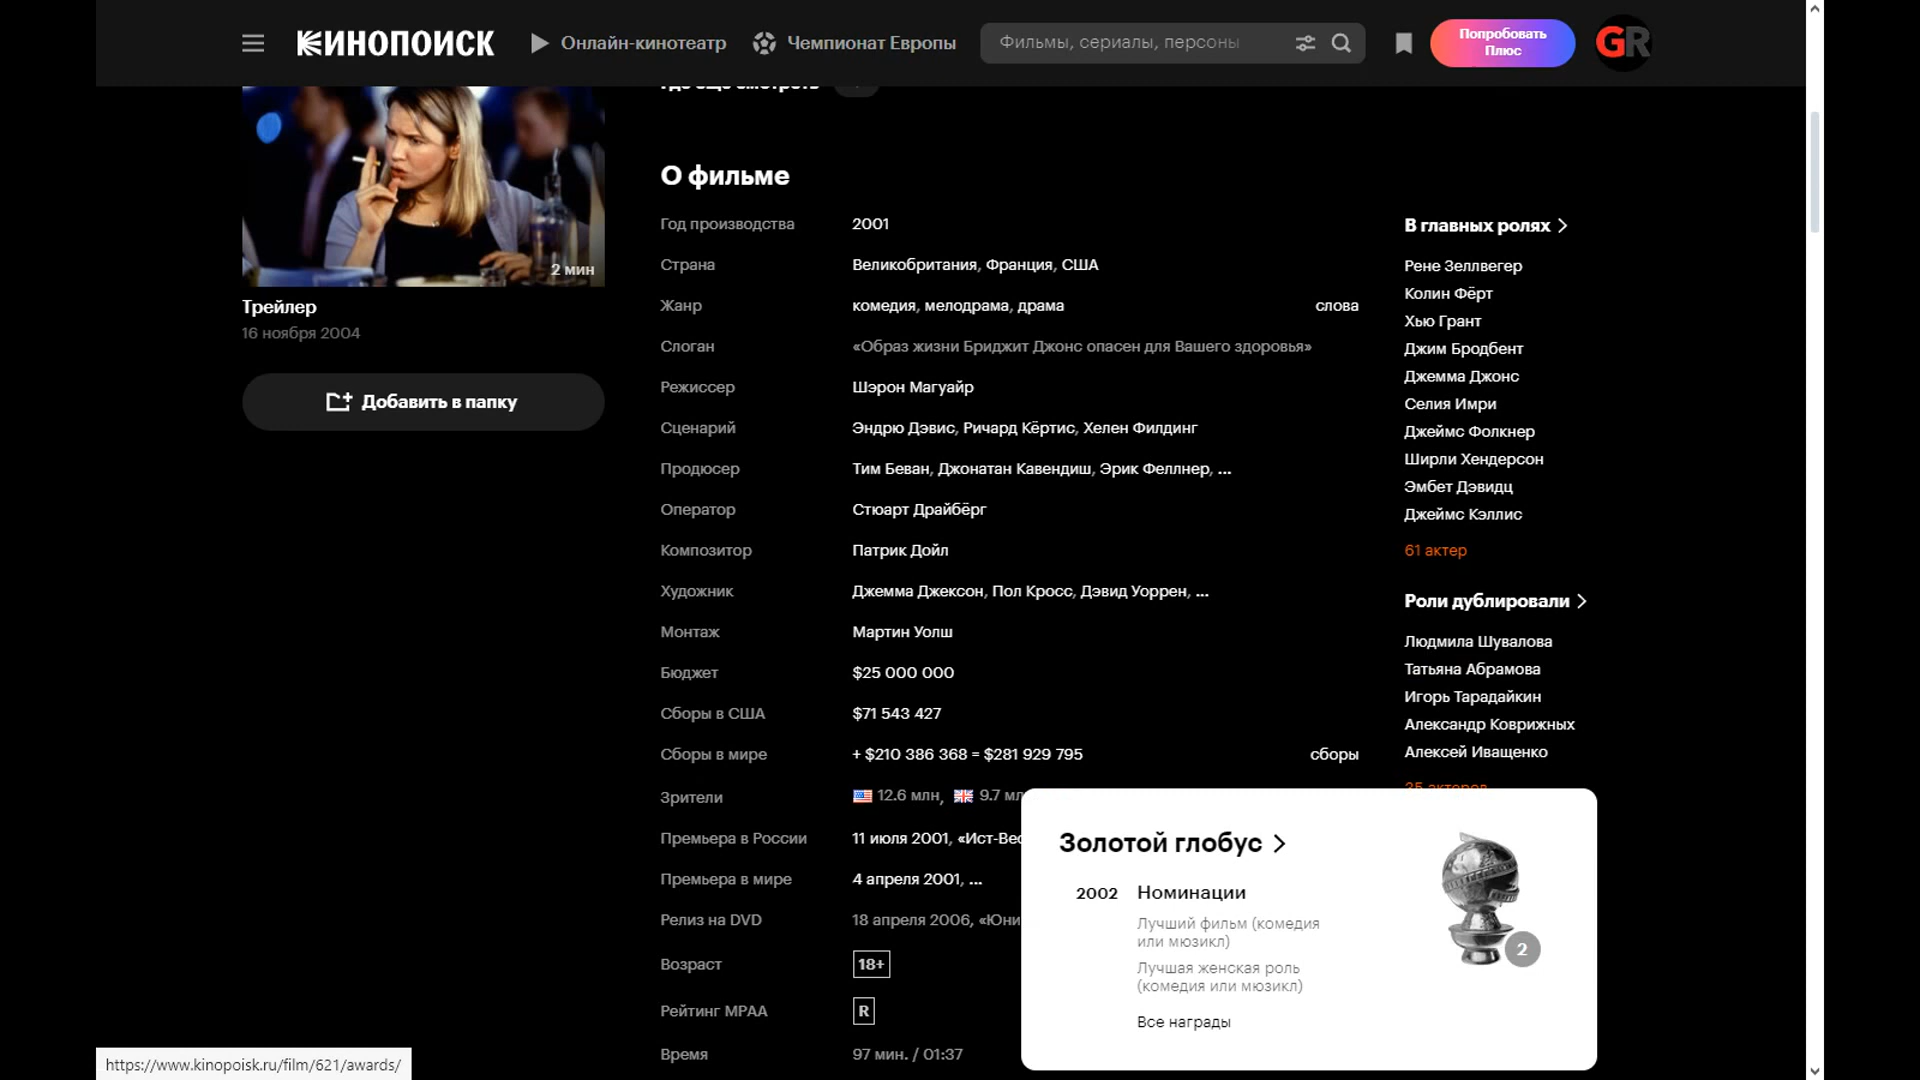 КИНОПОИСК
Онлайн-кинотеатр
Чемпионат Европы
Фильмы, сериалы, персоны
Попробовать
Плюс
GR
2 мин
Трейлер
16 ноября 2004
Добавить в папку
О фильме
Год производства 2001
Страна Великобритания, Франция, США
Жанр комедия, мелодрама, драма слова
Слоган «Образ жизни Бриджит Джонс опасен для Вашего здоровья»
Режиссер Шэрон Магуайр
Сценарий Эндрю Дэвис, Ричард Кёртис, Хелен Филдинг
Продюсер Тим Беван, Джонатан Кавендиш, Эрик Феллнер, ...
Оператор Стюарт Драйбёрг
Композитор Патрик Дойл
Художник Джемма Джексон, Пол Кросс, Дэвид Уоррен, ...
Монтаж Мартин Уолш
Бюджет $25 000 000
Сборы в США $71 543 427
Сборы в мире + $210 386 368 = $281 929 795 сборы
Зрители 12.6 млн, 9.7 мл
Премьера в России 11 июля 2001, «Ист-Вес
Премьера в мире 4 апреля 2001, ...
Релиз на DVD 18 апреля 2006, «Юни
Возраст 18+
Рейтинг MPAA R
Время 97 мин. / 01:37
В главных ролях
Рене Зеллвегер
Колин Фёрт
Хью Грант
Джим Бродбент
Джемма Джонс
Селия Имри
Джеймс Фолкнер
Ширли Хендерсон
Эмбет Дэвидц
Джеймс Кэллис
61 актер
Роли дублировали
Людмила Шувалова
Татьяна Абрамова
Игорь Тарадайкин
Александр Коврижных
Алексей Иващенко
Золотой глобус
2002 Номинации
Лучший фильм (комедия
или мюзикл)
Лучшая женская роль
(комедия или мюзикл)
Все награды
2
https://www.kinopoisk.ru/film/621/awards/